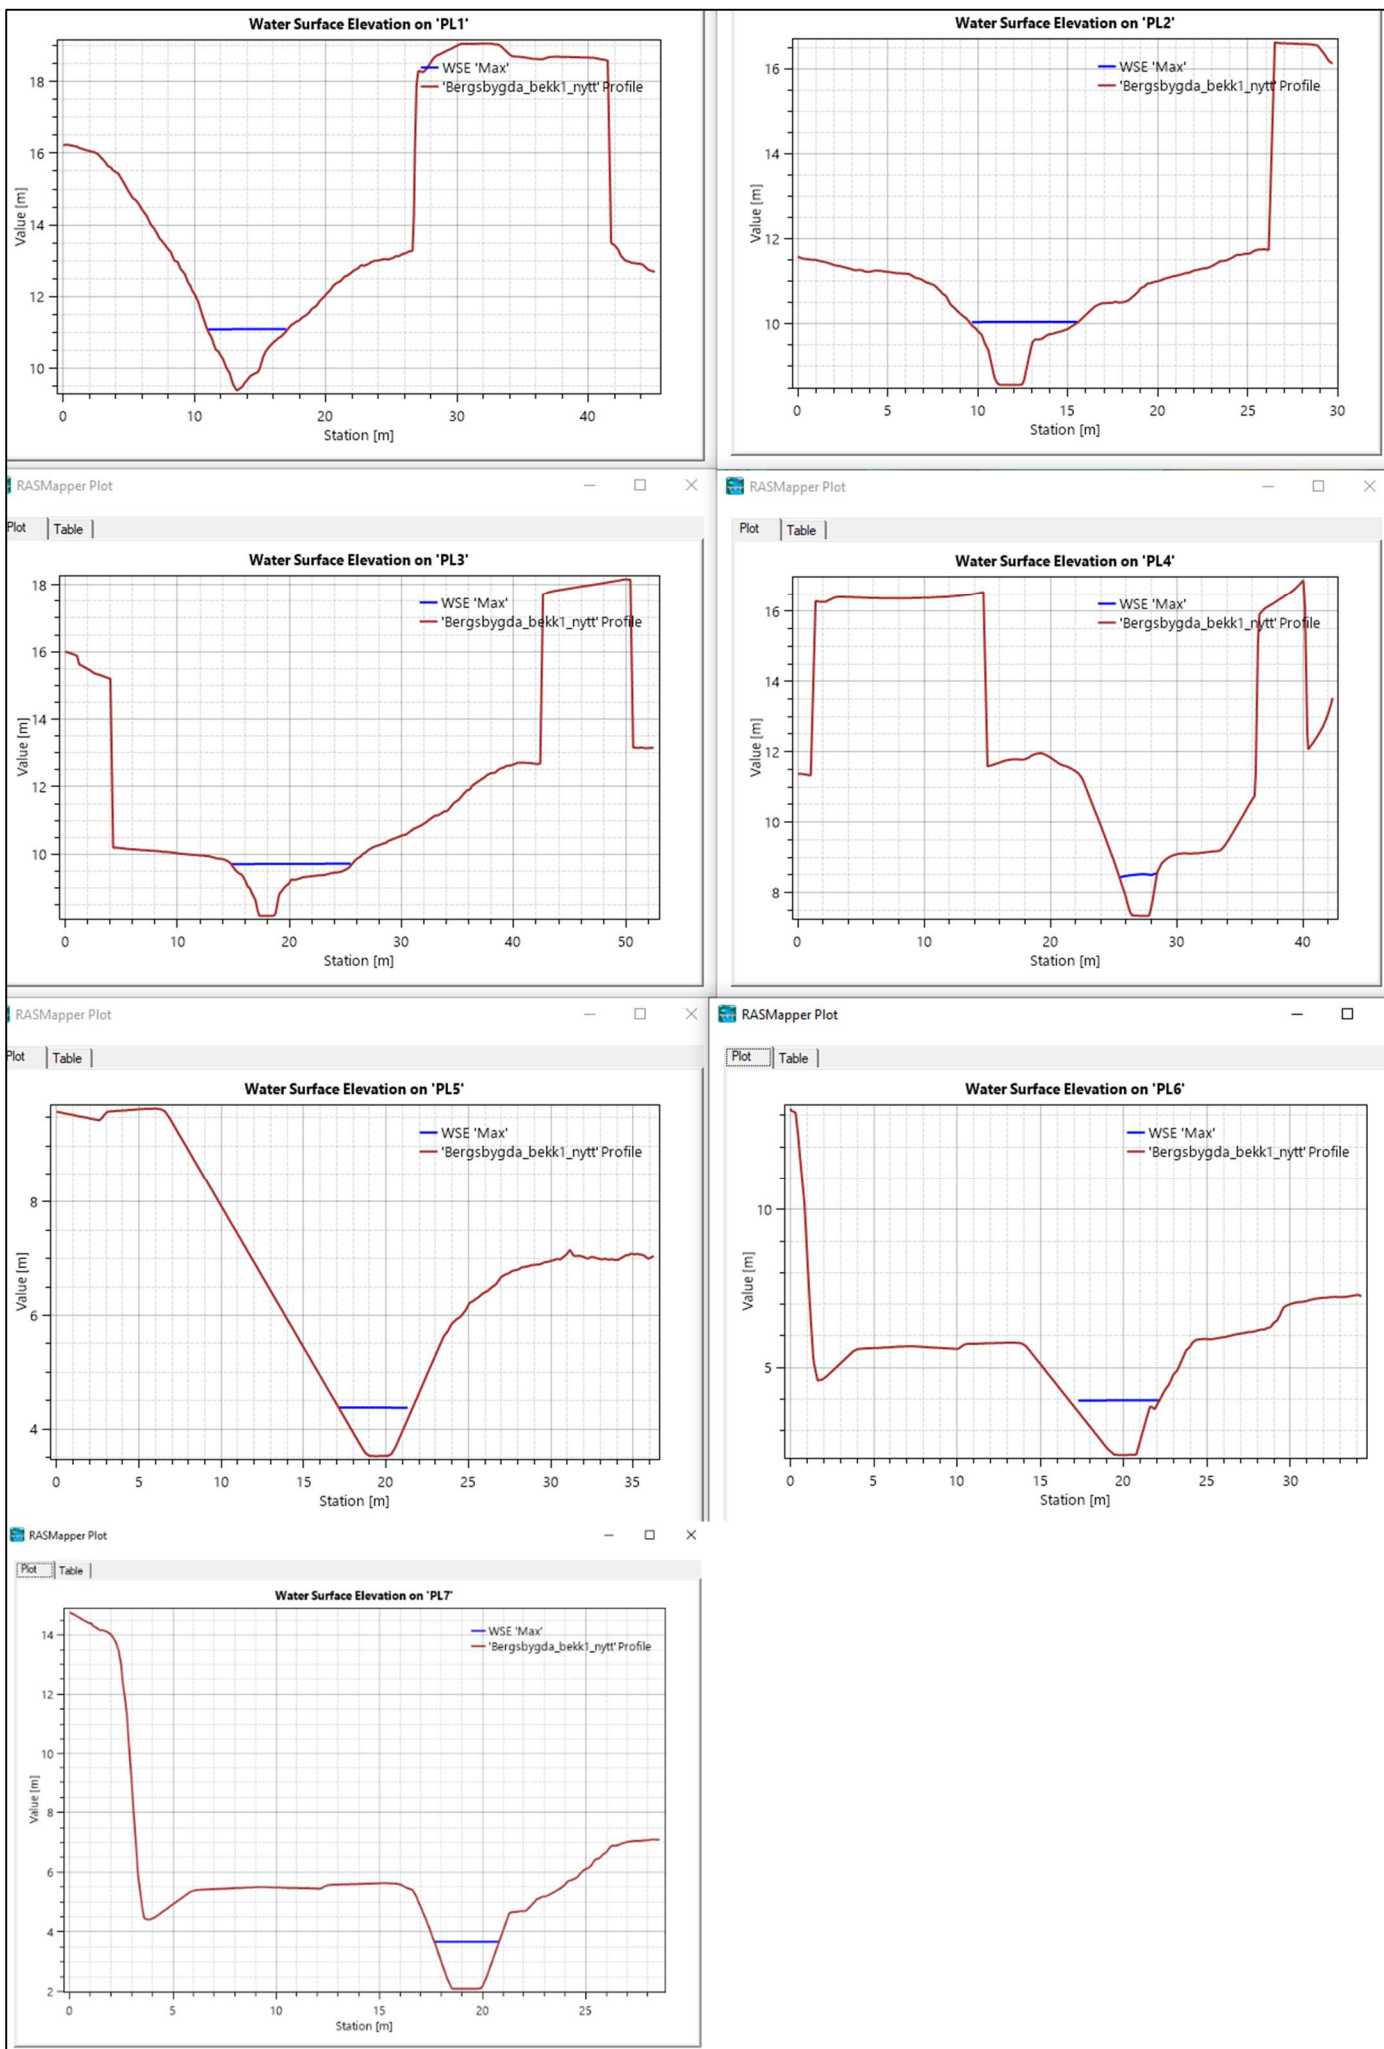 Water Surface Elevation on 'PL1'
WSE 'Max'
'Bergsbygda_bekk1_nytt' Profile
18
16
14
12
10
Value [m]
0 10 20 30 40
Station [m]
Water Surface Elevation on 'PL2'
WSE 'Max'
'Bergsbygda_bekk1_nytt' Profile
16
14
12
10
Value [m]
0 5 10 15 20 25 30
Station [m]
RASMapper Plot
Plot Table
Water Surface Elevation on 'PL3'
WSE 'Max'
'Bergsbygda_bekk1_nytt' Profile
18
16
14
12
10
Value [m]
0 10 20 30 40 50
Station [m]
RASMapper Plot
Plot Table
Water Surface Elevation on 'PL4'
WSE 'Max'
'Bergsbygda_bekk1_nytt' Profile
16
14
12
10
8
Value [m]
0 10 20 30 40
Station [m]
RASMapper Plot
Plot Table
Water Surface Elevation on 'PL5'
WSE 'Max'
'Bergsbygda_bekk1_nytt' Profile
8
6
4
Value [m]
0 5 10 15 20 25 30 35
Station [m]
RASMapper Plot
Plot Table
Water Surface Elevation on 'PL6'
WSE 'Max'
'Bergsbygda_bekk1_nytt' Profile
10
5
Value [m]
0 5 10 15 20 25 30
Station [m]
RASMapper Plot
Plot Table
Water Surface Elevation on 'PL7'
WSE 'Max'
'Bergsbygda_bekk1_nytt' Profile
14
12
10
8
6
4
2
Value [m]
0 5 10 15 20 25
Station [m]